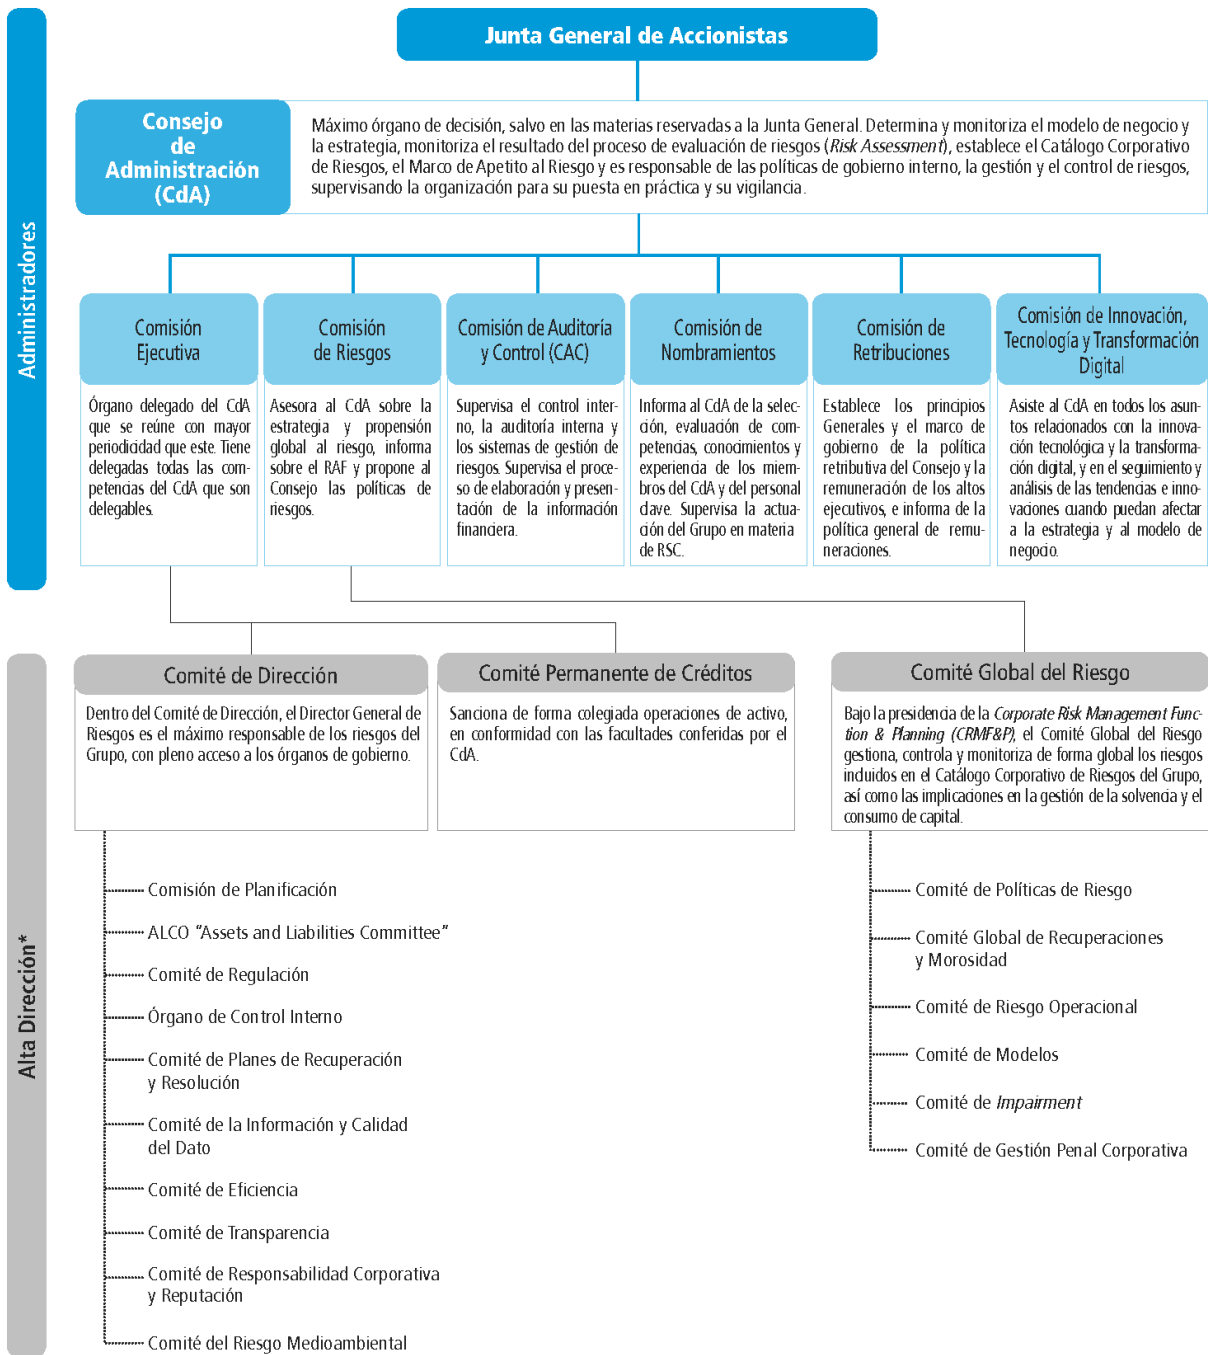 Administradores
Junta General de Accionistas
Consejo
de
Administración
(CdA)
Máximo órgano de decisión, salvo en las materias reservadas a la Junta General. Determina y monitoriza el modelo de negocio y
la estrategia, monitoriza el resultado del proceso de evaluación de riesgos (Risk Assessment), establece el Catálogo Corporativo
de Riesgos, el Marco de Apetito al Riesgo y es responsable de las políticas de gobierno interno, la gestión y el control de riesgos,
supervisando la organización para su puesta en práctica y su vigilancia.
Comisión
Ejecutiva
Órgano delegado del CdA
que se reúne con mayor
periodicidad que este. Tiene
delegadas todas las com-
petencias del CdA que son
delegables.
Comisión
de Riesgos
Asesora al CdA sobre la
estrategia y propensión
global al riesgo, informa
sobre el RAF y propone al
Consejo las políticas de
riesgos.
Comisión de Auditoría
y Control (CAC)
Supervisa el control inter-
no, la auditoría interna y
los sistemas de gestión de
riesgos. Supervisa el proce-
so de elaboración y presen-
tación de la información
financiera.
Comisión de
Nombramientos
Informa al CdA de la selec-
ción, evaluación de com-
petencias, conocimientos y
experiencia de los miem-
bros del CdA y del personal
clave. Supervisa la actua-
ción del Grupo en materia
de RSC.
Comisión de
Retribuciones
Establece los principios
Generales y el marco de
gobierno de la política
retributiva del Consejo y la
remuneración de los altos
ejecutivos, e informa de la
política general de remu-
neraciones.
Comisión de Innovación,
Tecnología y Transformación
Digital
Asiste al CdA en todos los asun-
tos relacionados con la innova-
ción tecnológica y la transforma-
ción digital, y en el seguimiento y
análisis de las tendencias e inno-
vaciones cuando puedan afectar
a la estrategia y al modelo de
negocio.
Alta Dirección*
Comité de Dirección
Dentro del Comité de Dirección, el Director General de
Riesgos es el máximo responsable de los riesgos del
Grupo, con pleno acceso a los órganos de gobierno.
Comisión de Planificación
ALCO "Assets and Liabilities Committee"
Comité de Regulación
Órgano de Control Interno
Comité de Planes de Recuperación
y Resolución
Comité de la Información y Calidad
del Dato
Comité de Eficiencia
Comité de Transparencia
Comité de Responsabilidad Corporativa
y Reputación
Comité del Riesgo Medioambiental
Comité Permanente de Créditos
Sanciona de forma colegiada operaciones de activo,
en conformidad con las facultades conferidas por el
CdA.
Comité Global del Riesgo
Bajo la presidencia de la Corporate Risk Management Func-
tion & Planning (CRMF&P), el Comité Global del Riesgo
gestiona, controla y monitoriza de forma global los riesgos
incluidos en el Catálogo Corporativo de Riesgos del Grupo,
así como las implicaciones en la gestión de la solvencia y el
consumo de capital.
Comité de Políticas de Riesgo
Comité Global de Recuperaciones
y Morosidad
Comité de Riesgo Operacional
Comité de Modelos
Comité de Impairment
Comité de Gestión Penal Corporativa